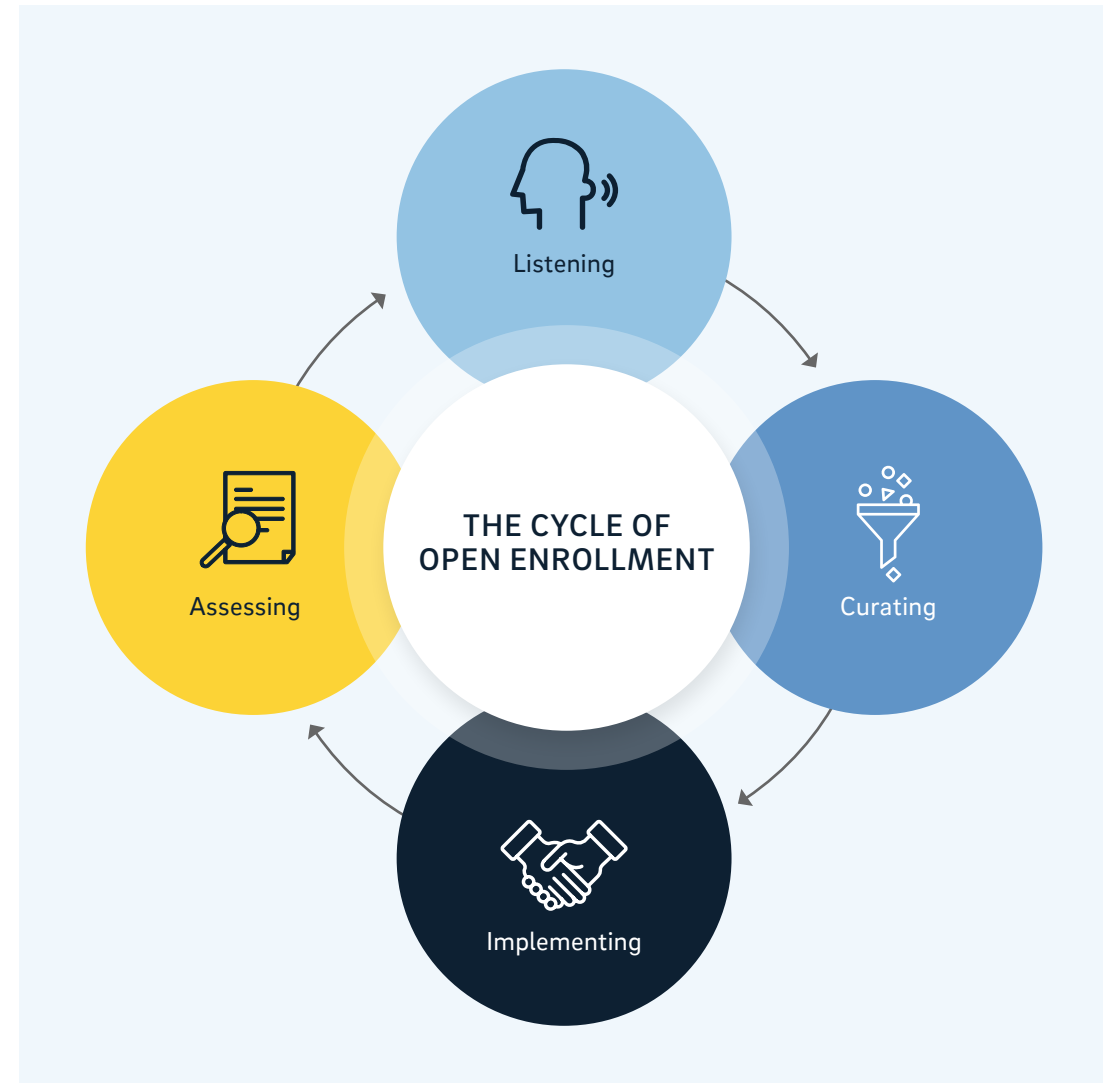 Listening
THE CYCLE OF
OPEN ENROLLMENT
Curating
Implementing
Assessing